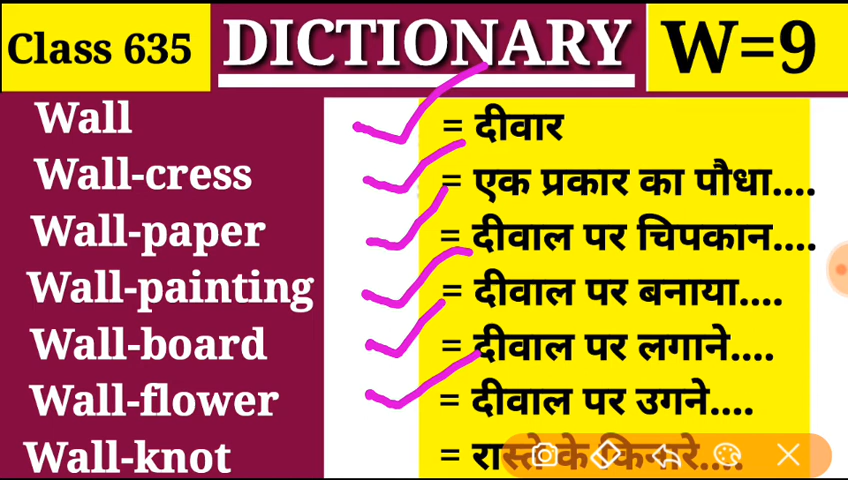 Class 635 DICTIONARY W=9
Wall = दीवार
Wall-cress = एक प्रकार का पौधा....
Wall-paper = दीवाल पर चिपकान....
Wall-painting = दीवाल पर बनाया....
Wall-board = दीवाल पर लगाने....
Wall-flower = दीवाल पर उगने....
Wall-knot = रास्ते के किनारे....